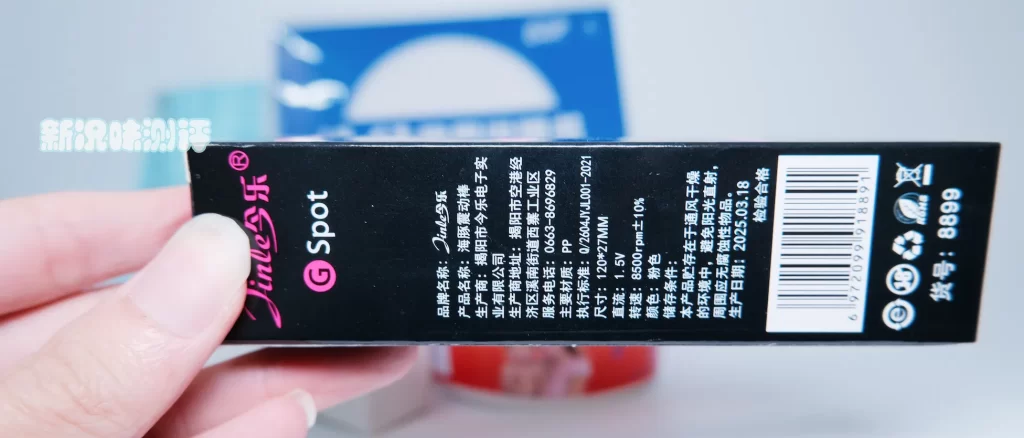 新况味测评
Jinle今乐®
G Spot
品牌名称：Jinle今乐
产品名称：海豚震动棒
生产商：揭阳市今乐电子实
业有限公司
生产商地址：揭阳市空港经
济区溪南街道西寨工业区
服务电话：0663-8696829
主要材质：PP
执行标准：Q/2604JYJL001-2021
尺寸：120*27MM
直流：1.5V
转速：8500rpm±10%
颜色：粉色
储存条件：
本产品贮存在于通风干燥
的环境中，避免阳光直射，
周围应无腐蚀性物品。
生产日期：2025.03.18
检验合格
6972099918891
货号：8899